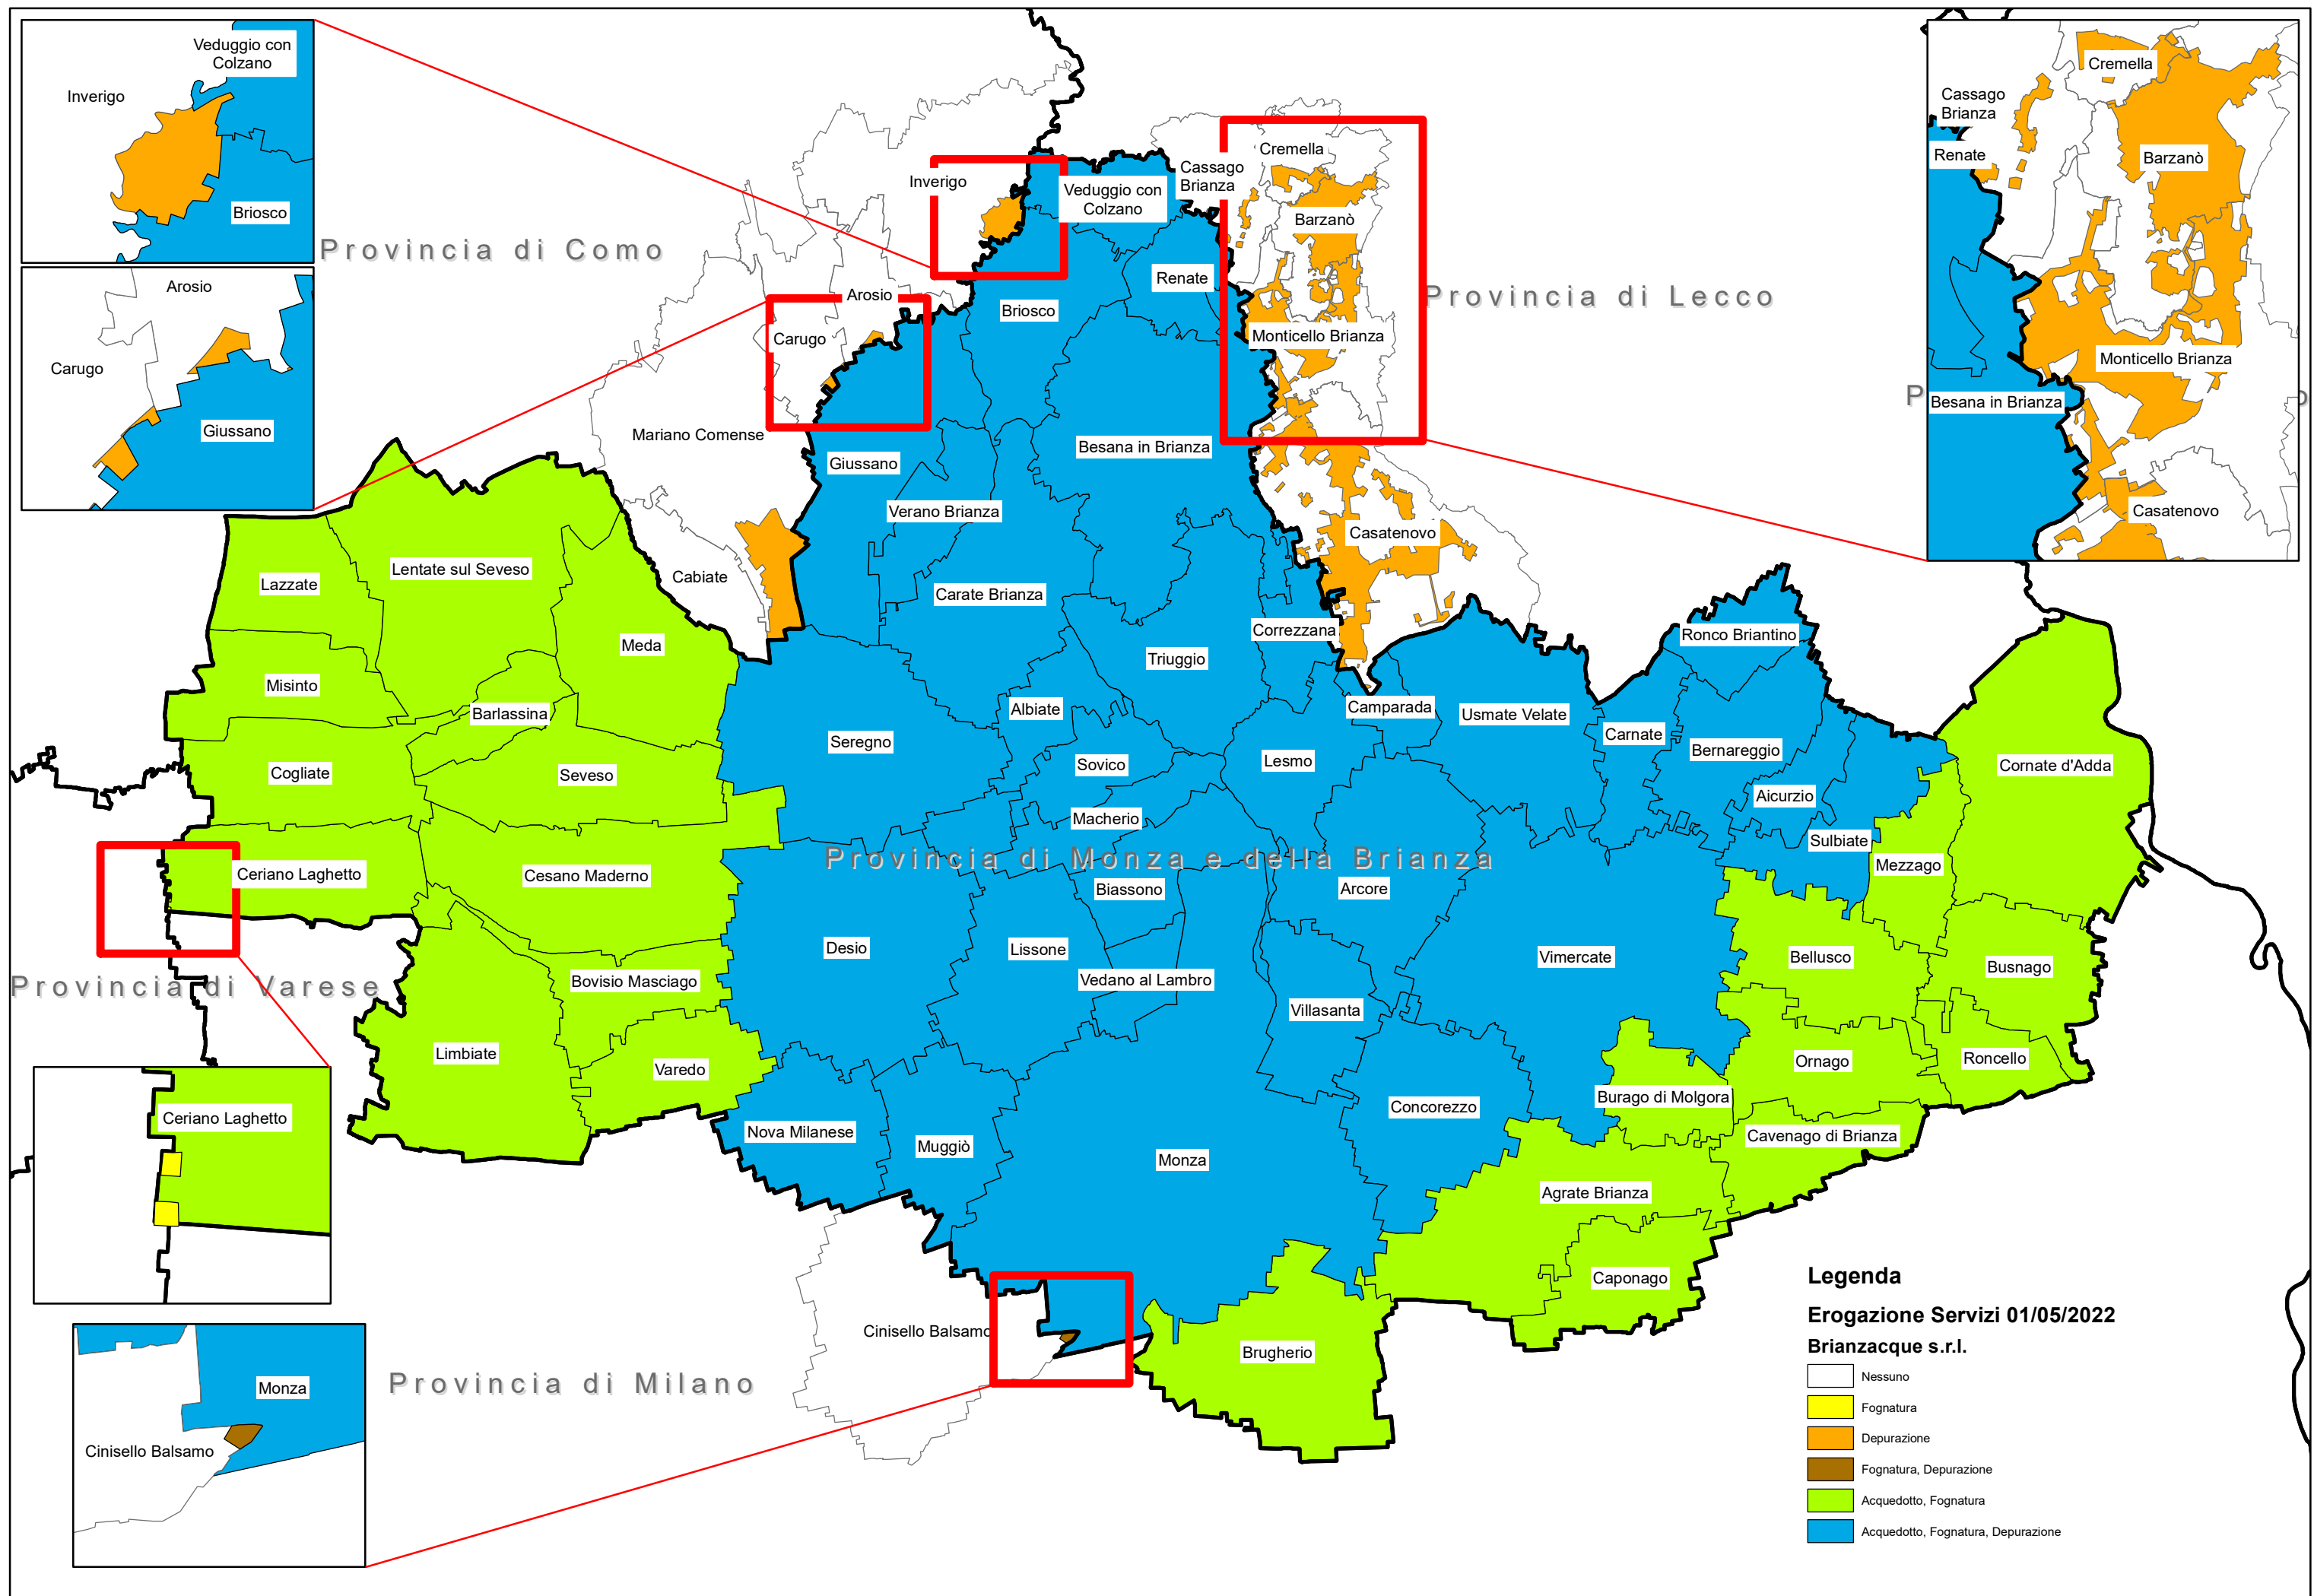 Veduggio con
Colzano
Inverigo
Briosco
Arosio
Carugo
Giussano
Provincia di Como
Cremella
Cassago
Brianza
Renate
Barzanò
Monticello Brianza
Besana in Brianza
Casatenovo
Cremella
Cassago
Brianza
Inverigo
Veduggio con
Colzano
Barzanò
Renate
Arosio
Provincia di Lecco
Briosco
Carugo
Monticello Brianza
Mariano Comense
Besana in Brianza
Giussano
Verano Brianza
Casatenovo
Lentate sul Seveso
Cabiate
Lazzate
Carate Brianza
Correzzana
Ronco Briantino
Meda
Triuggio
Misinto
Barlassina
Albiate
Camparada
Usmate Velate
Carnate
Bernareggio
Seregno
Sovico
Lesmo
Cornate d'Adda
Cogliate
Seveso
Aicurzio
Macherio
Sulbiate
Provincia di Monza e della Brianza
Mezzago
Ceriano Laghetto
Cesano Maderno
Biassono
Arcore
Desio
Lissone
Vimercate
Bellusco
Busnago
Provincia di Varese
Bovisio Masciago
Vedano al Lambro
Villasanta
Limbiate
Varedo
Ornago
Roncello
Burago di Molgora
Concorezzo
Ceriano Laghetto
Nova Milanese
Muggiò
Monza
Cavenago di Brianza
Agrate Brianza
Caponago
Cinisello Balsamo
Brugherio
Provincia di Milano
Monza
Cinisello Balsamo
Legenda
Erogazione Servizi 01/05/2022
Brianzacque s.r.l.
Nessuno
Fognatura
Depurazione
Fognatura, Depurazione
Acquedotto, Fognatura
Acquedotto, Fognatura, Depurazione